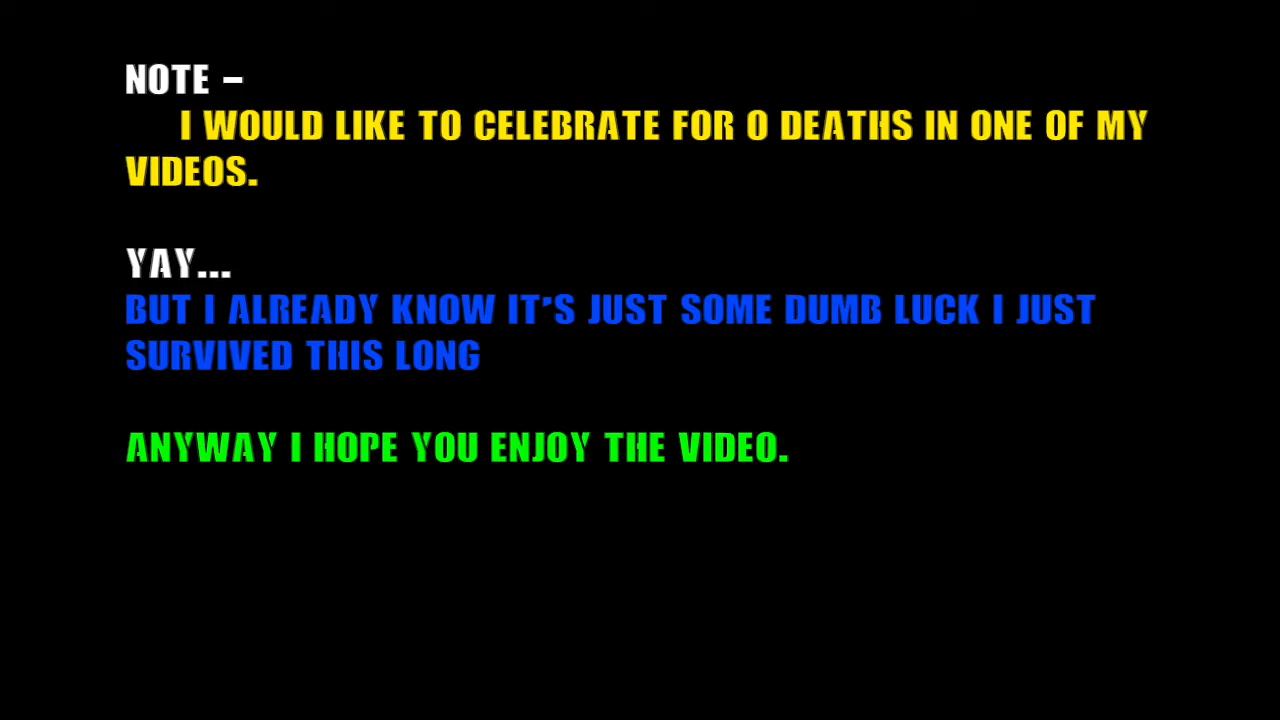 NOTE –
I WOULD LIKE TO CELEBRATE FOR 0 DEATHS IN ONE OF MY
VIDEOS.
YAY...
BUT I ALREADY KNOW IT'S JUST SOME DUMB LUCK I JUST
SURVIVED THIS LONG
ANYWAY I HOPE YOU ENJOY THE VIDEO.